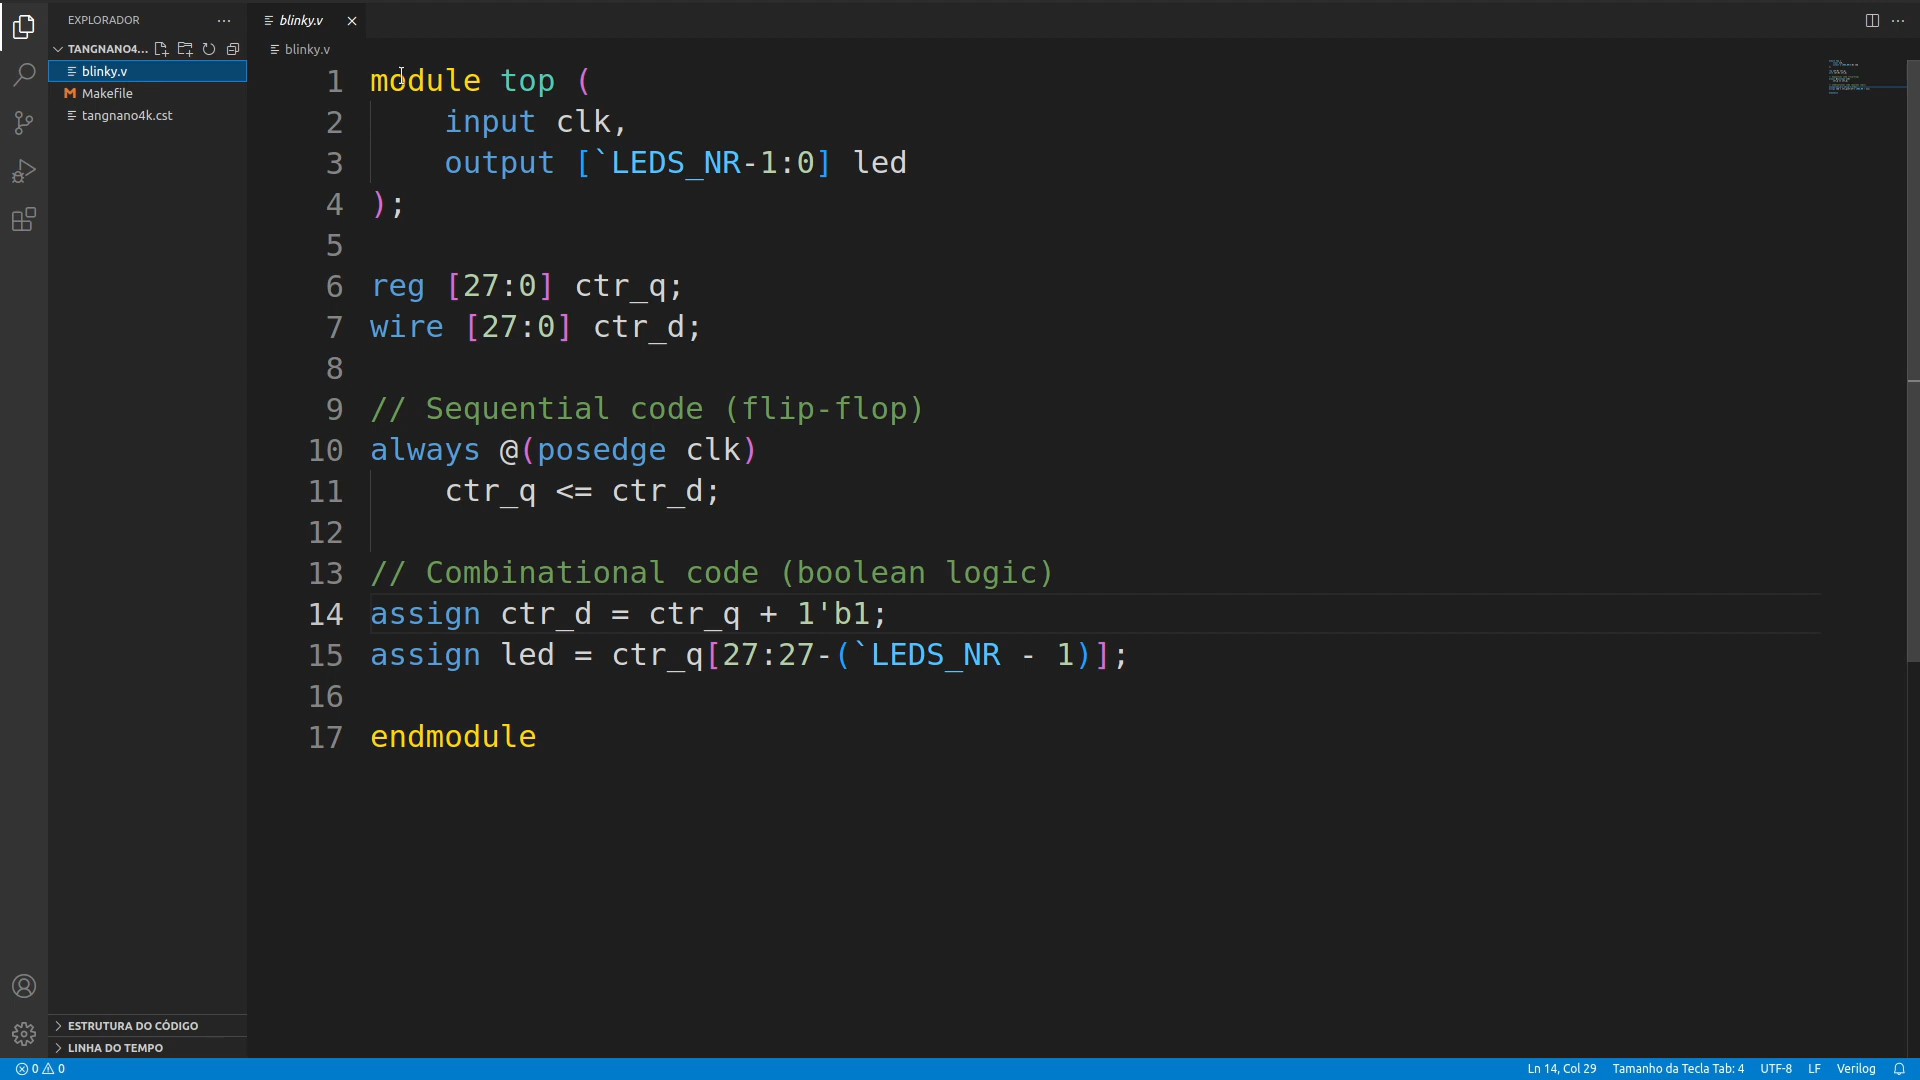 EXPLORADOR
TANGNANO4...
blinky.v
Makefile
tangnano4k.cst
ESTRUTURA DO CÓDIGO
LINHA DO TEMPO
blinky.v
blinky.v
1 module top (
2     input clk,
3     output [`LEDS_NR-1:0] led
4 );
5
6 reg [27:0] ctr_q;
7 wire [27:0] ctr_d;
8
9 // Sequential code (flip-flop)
10 always @(posedge clk)
11     ctr_q <= ctr_d;
12
13 // Combinational code (boolean logic)
14 assign ctr_d = ctr_q + 1'b1;
15 assign led = ctr_q[27:27-(`LEDS_NR - 1)];
16
17 endmodule
0 0 Ln 14, Col 29 Tamanho da Tecla Tab: 4 UTF-8 LF Verilog